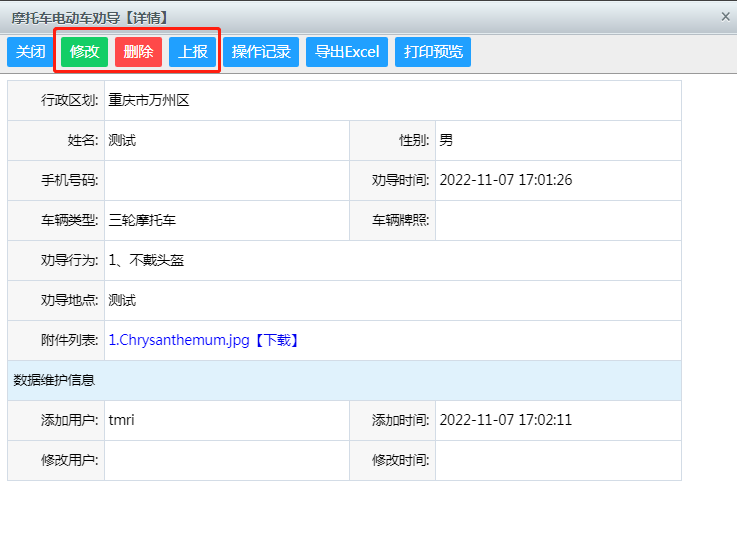 摩托车电动车劝导【详情】 ×
关闭 修改 删除 上报 操作记录 导出Excel 打印预览
行政区划: 重庆市万州区
姓名: 测试 性别: 男
手机号码: 劝导时间: 2022-11-07 17:01:26
车辆类型: 三轮摩托车 车辆牌照:
劝导行为: 1、不戴头盔
劝导地点: 测试
附件列表: 1.Chrysanthemum.jpg【下载】
数据维护信息
添加用户: tmri 添加时间: 2022-11-07 17:02:11
修改用户: 修改时间: